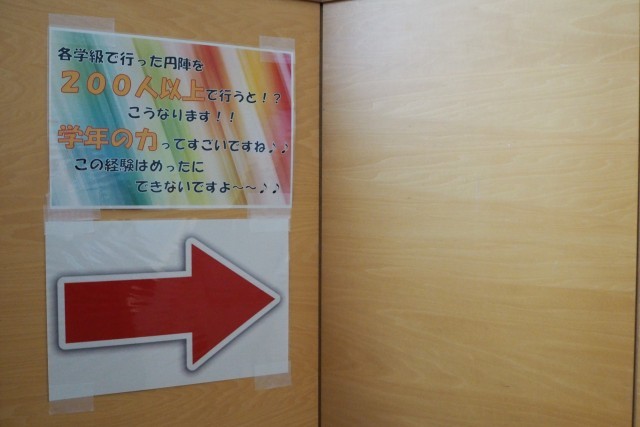 各学級で行った円陣を
２００人以上で行うと！？
こうなります！！
学年の力ってすごいですね♪♪
この経験はめったに
できないですよ～～♪♪